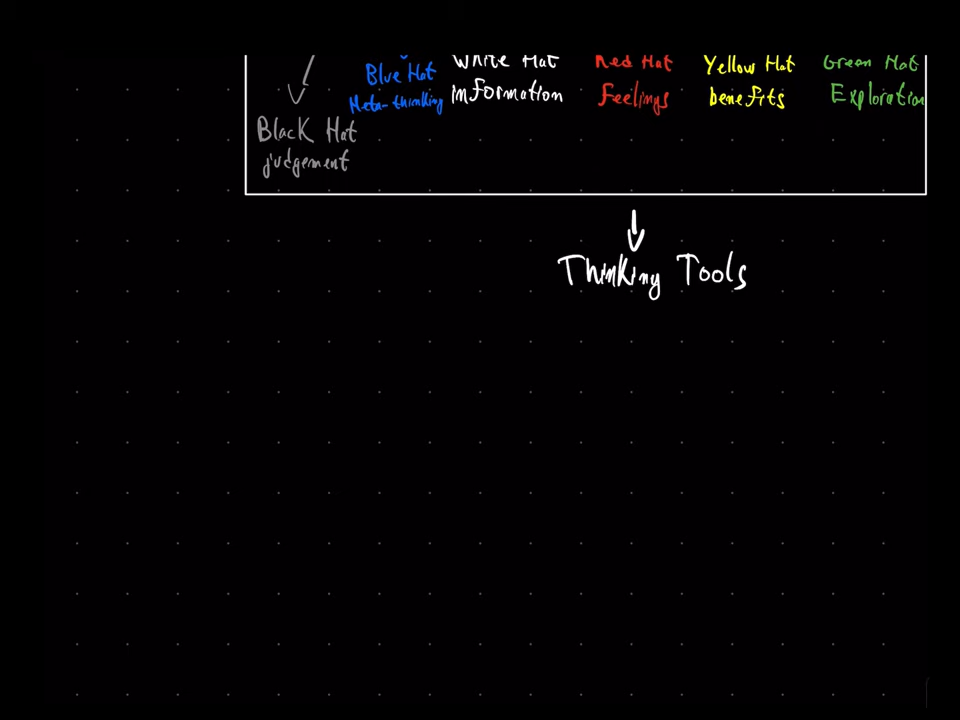 Black Hat
judgement
Blue Hat
Meta-thinking
White Hat
information
Red Hat
Feelings
Yellow Hat
benefits
Green Hat
Exploration
Thinking Tools